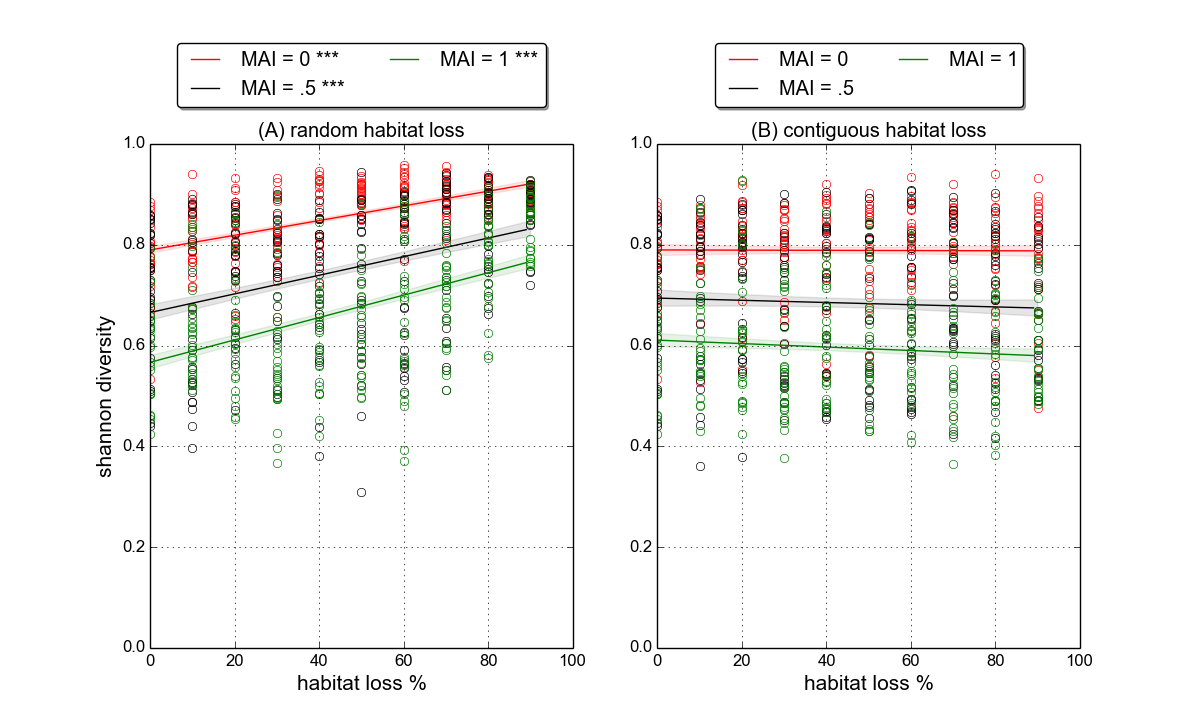 MAI = 0 *** MAI = 1 ***
MAI = .5 ***
MAI = 0 MAI = 1
MAI = .5
(A) random habitat loss
(B) contiguous habitat loss
shannon diversity
1.0
0.8
0.6
0.4
0.2
0.0
0 20 40 60 80 100
habitat loss %
1.0
0.8
0.6
0.4
0.2
0.0
0 20 40 60 80 100
habitat loss %